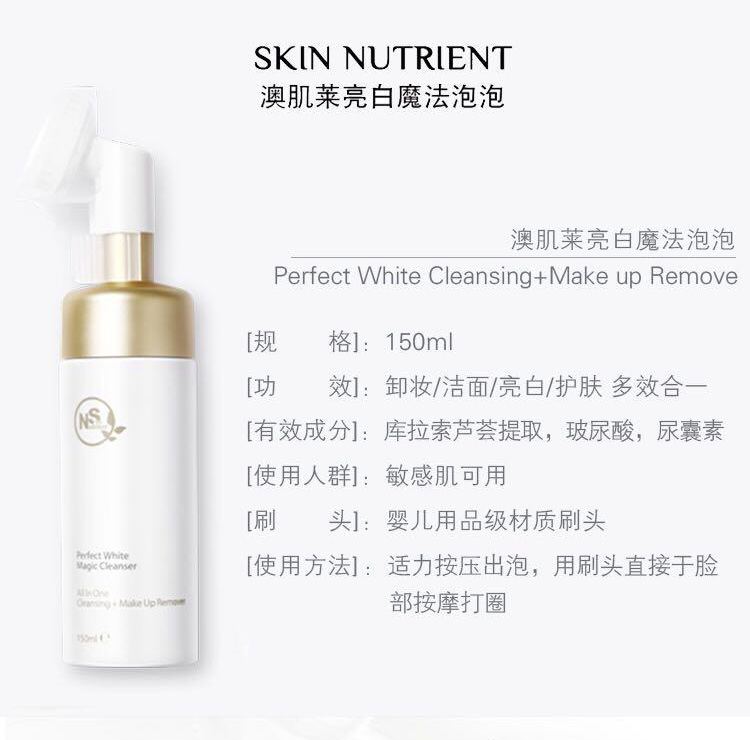 SKIN NUTRIENT
澳肌莱亮白魔法泡泡
澳肌莱亮白魔法泡泡
Perfect White Cleansing+Make up Remove
[规 格]：150ml
[功 效]：卸妆/洁面/亮白/护肤 多效合一
[有效成分]：库拉索芦荟提取，玻尿酸，尿囊素
[使用人群]：敏感肌可用
[刷 头]：婴儿用品级材质刷头
[使用方法]：适力按压出泡，用刷头直接于脸
部按摩打圈
NS
Perfect White
Magic Cleanser
All In One
Cleansing + Make Up Remover
150ml e